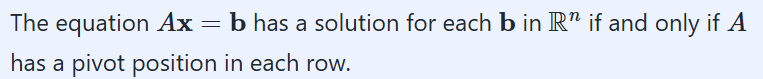 The equation Ax = b has a solution for each b in ℝⁿ if and only if A
has a pivot position in each row.